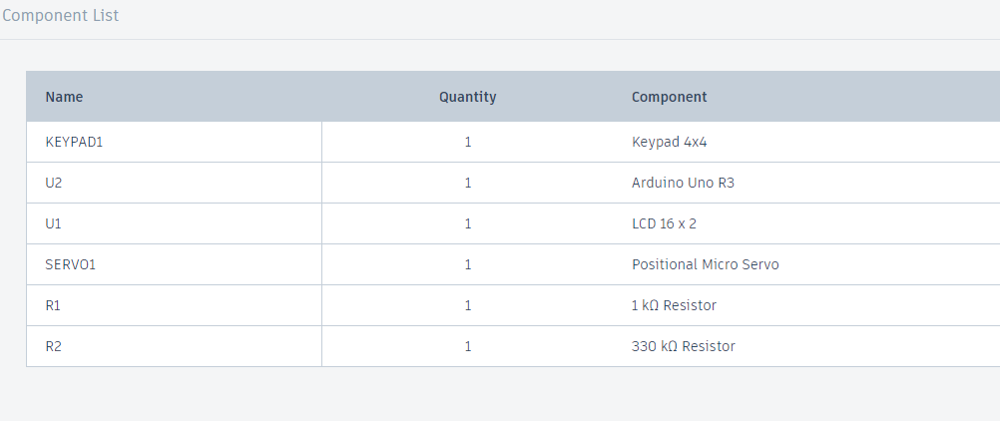 Component List
Name Quantity Component
KEYPAD1 1 Keypad 4x4
U2 1 Arduino Uno R3
U1 1 LCD 16 x 2
SERVO1 1 Positional Micro Servo
R1 1 1 kΩ Resistor
R2 1 330 kΩ Resistor